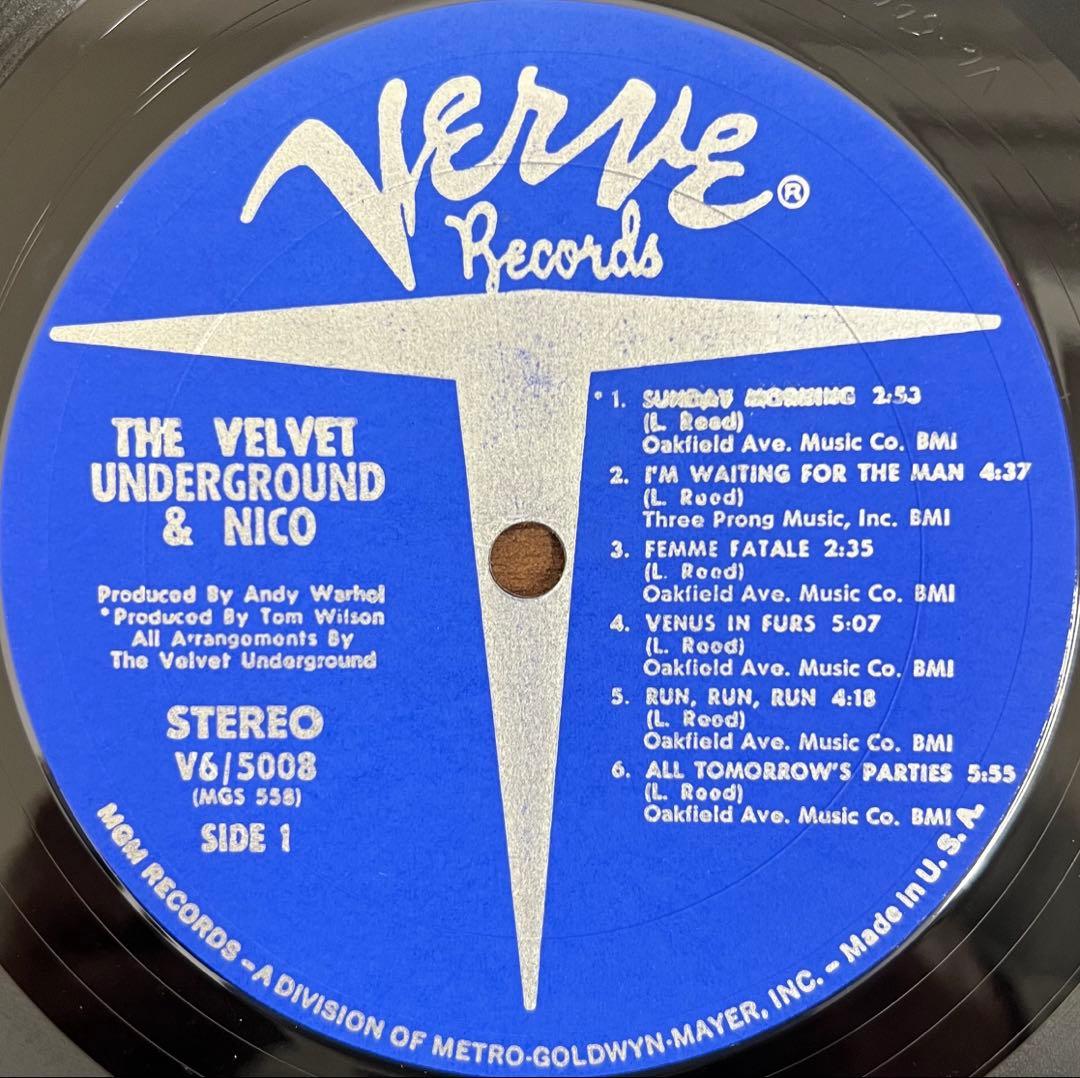 Verve®
Records
THE VELVET
UNDERGROUND
& NICO
Produced By Andy Warhol
*Produced By Tom Wilson
All Arrangements By
The Velvet Underground
STEREO
V6/5008
(MGS 558)
SIDE 1
* 1. SUNDAY MORNING 2:53
(L. Reed)
Oakfield Ave. Music Co. BMI
2. I'M WAITING FOR THE MAN 4:37
(L. Reed)
Three Prong Music, Inc. BMI
3. FEMME FATALE 2:35
(L. Reed)
Oakfield Ave. Music Co. BMI
4. VENUS IN FURS 5:07
(L. Reed)
Oakfield Ave. Music Co. BMI
5. RUN, RUN, RUN 4:18
(L. Reed)
Oakfield Ave. Music Co. BMI
6. ALL TOMORROW'S PARTIES 5:55
(L. Reed)
Oakfield Ave. Music Co. BMI
MGM RECORDS - A DIVISION OF METRO-GOLDWYN-MAYER, INC. - Made in U. S. A.